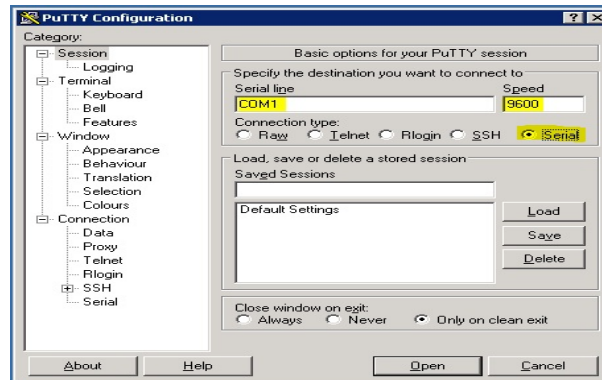 PuTTY Configuration
Category:
Session
Logging
Terminal
Keyboard
Bell
Features
Window
Appearance
Behaviour
Translation
Selection
Colours
Connection
Data
Proxy
Telnet
Rlogin
SSH
Serial
Basic options for your PuTTY session
Specify the destination you want to connect to
Serial line Speed
COM1 9600
Connection type:
Raw Telnet Rlogin SSH Serial
Load, save or delete a stored session
Saved Sessions
Default Settings
Load
Save
Delete
Close window on exit:
Always Never Only on clean exit
About Help Open Cancel